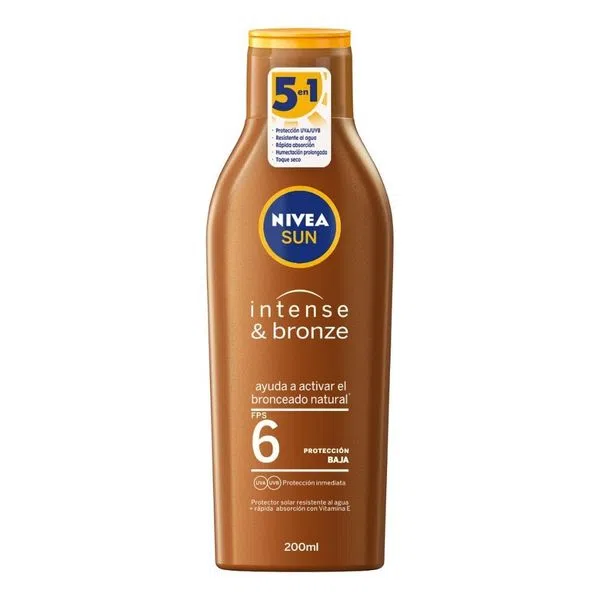 5 en 1
• Protección UVA/UVB
• Resistente al agua
• Rápida absorción
• Humectación prolongada
• Toque seco
NIVEA
SUN
intense
& bronze
ayuda a activar el
bronceado natural*
FPS
6
PROTECCIÓN
BAJA
UVA UVB Protección inmediata
Protector solar resistente al agua
+ rápida absorción con Vitamina E
200ml